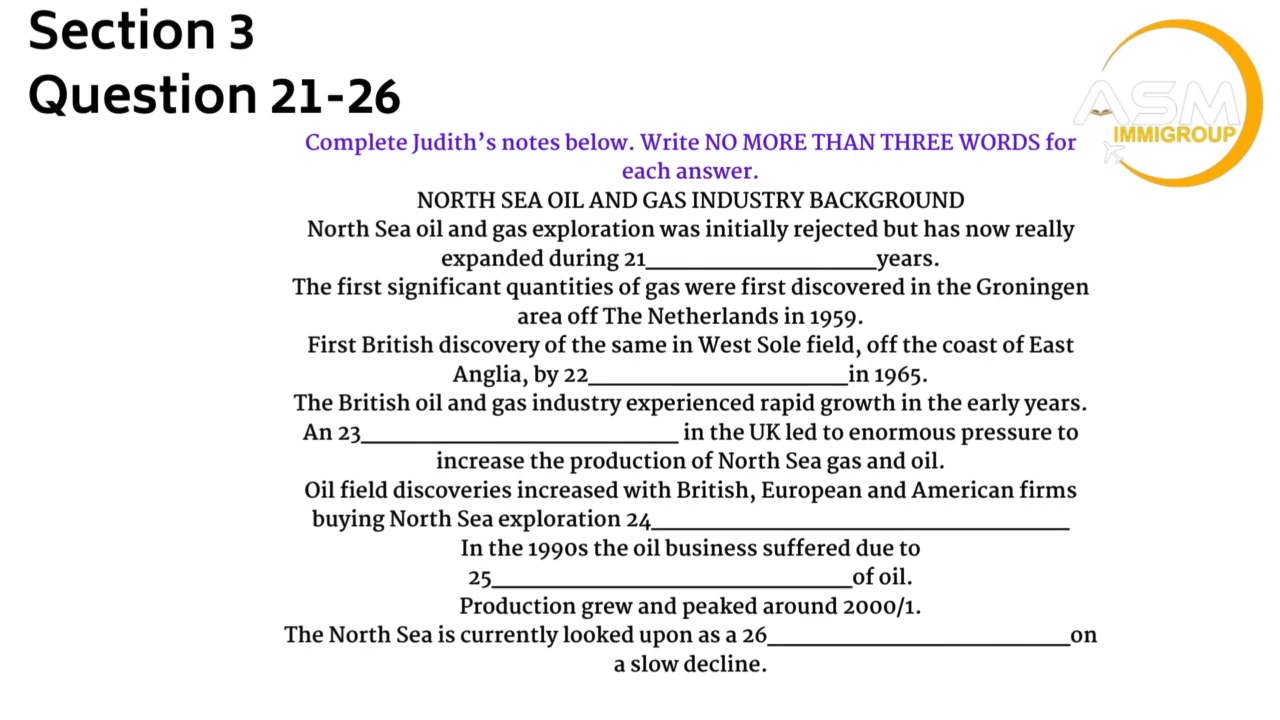 Section 3
Question 21-26
ASM
IMMIGROUP
Complete Judith's notes below. Write NO MORE THAN THREE WORDS for
each answer.
NORTH SEA OIL AND GAS INDUSTRY BACKGROUND
North Sea oil and gas exploration was initially rejected but has now really
expanded during 21____________________years.
The first significant quantities of gas were first discovered in the Groningen
area off The Netherlands in 1959.
First British discovery of the same in West Sole field, off the coast of East
Anglia, by 22______________________in 1965.
The British oil and gas industry experienced rapid growth in the early years.
An 23___________________________ in the UK led to enormous pressure to
increase the production of North Sea gas and oil.
Oil field discoveries increased with British, European and American firms
buying North Sea exploration 24____________________________________
In the 1990s the oil business suffered due to
25_______________________________of oil.
Production grew and peaked around 2000/1.
The North Sea is currently looked upon as a 26__________________________on
a slow decline.